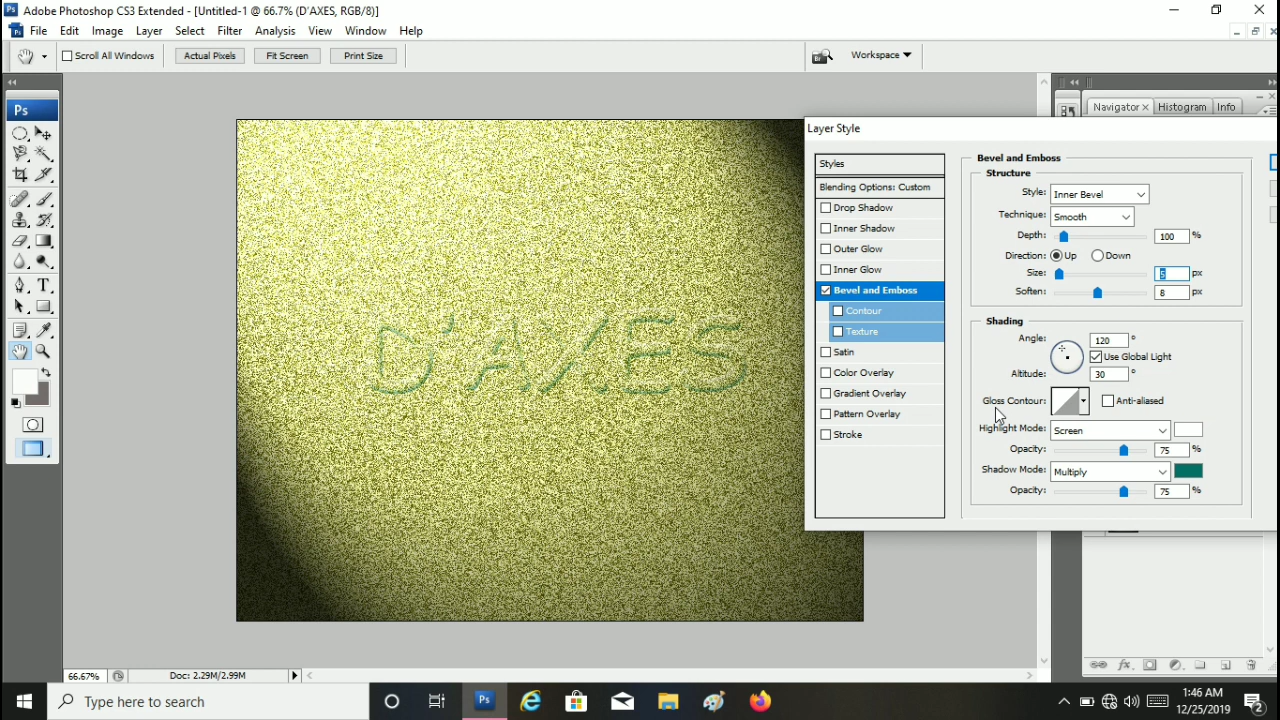 Adobe Photoshop CS3 Extended - [Untitled-1 @ 66.7% (D'AXES, RGB/8)]
File Edit Image Layer Select Filter Analysis View Window Help
Scroll All Windows Actual Pixels Fit Screen Print Size Workspace
Ps
Navigator Histogram Info
D'AXES
Layer Style
Styles
Blending Options: Custom
Drop Shadow
Inner Shadow
Outer Glow
Inner Glow
Bevel and Emboss
Contour
Texture
Satin
Color Overlay
Gradient Overlay
Pattern Overlay
Stroke
Bevel and Emboss
Structure
Style: Inner Bevel
Technique: Smooth
Depth: 100 %
Direction: Up Down
Size: 5 px
Soften: 8 px
Shading
Angle: 120 °
Use Global Light
Altitude: 30 °
Gloss Contour: Anti-aliased
Highlight Mode: Screen
Opacity: 75 %
Shadow Mode: Multiply
Opacity: 75 %
66.67% Doc: 2.29M/2.99M
Type here to search
Ps
1:46 AM
12/25/2019
2